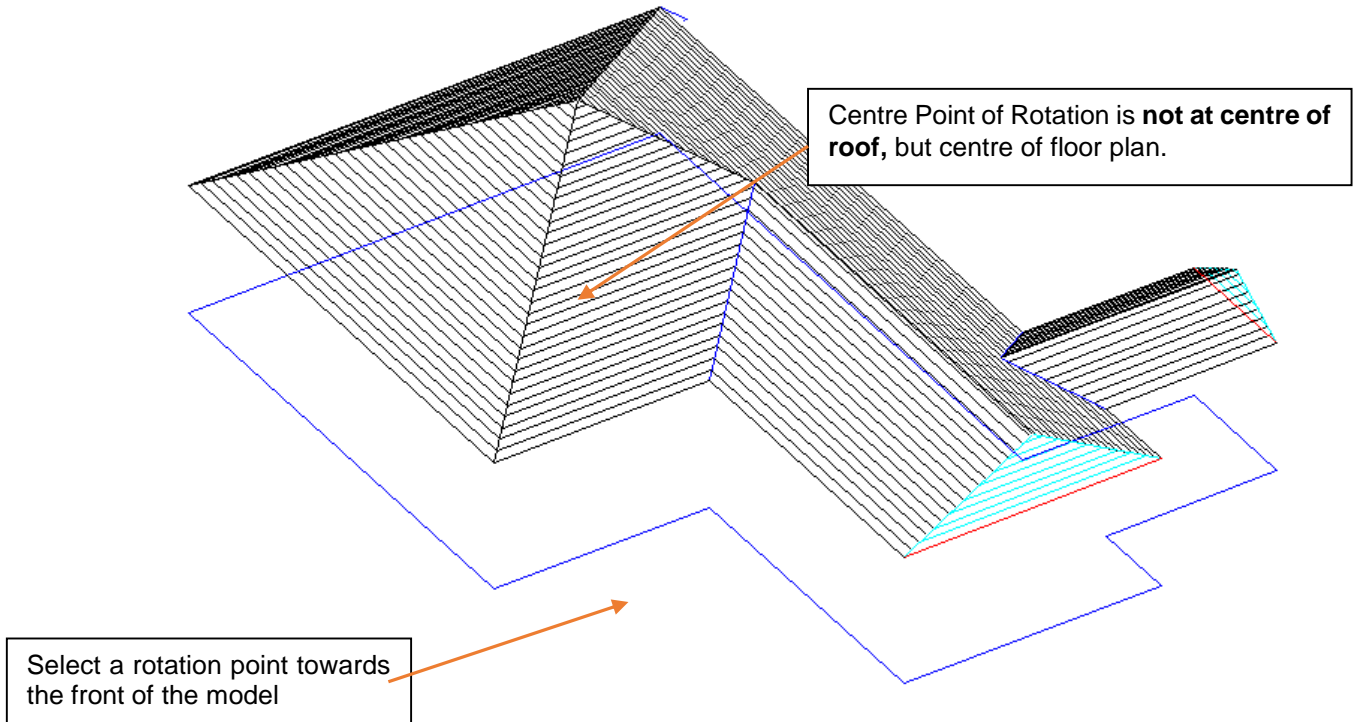 Centre Point of Rotation is not at centre of
roof, but centre of floor plan.
Select a rotation point towards
the front of the model